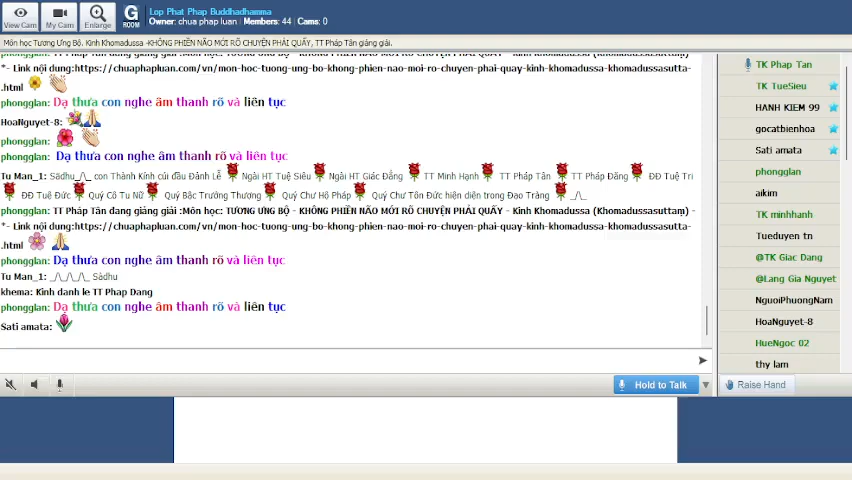 Lop Phat Phap Buddhadhamma
Owner: chua phap luan | Members: 44 | Cams: 0
View Cam
My Cam
Enlarge
G
ROOM
Môn học Tương Ưng Bộ. Kinh Khomadussa -KHÔNG PHIỀN NÃO MỚI RÕ CHUYỆN PHẢI QUẤY, TT Pháp Tân giảng giải.
*- Link nội dung:https://chuaphapluan.com/vn/mon-hoc-tuong-ung-bo-khong-phien-nao-moi-ro-chuyen-phai-quay-kinh-khomadussa-khomadussasutta-
.html
phongglan: Dạ thưa con nghe âm thanh rõ và liên tục
HoaNguyet-8:
phongglan:
phongglan: Dạ thưa con nghe âm thanh rõ và liên tục
Tu Man_1: Sādhu_/\_ con Thành Kính cúi đầu Đảnh Lễ Ngài HT Tuệ Siêu Ngài HT Giác Đẳng TT Minh Hạnh TT Pháp Tân TT Pháp Đăng ĐĐ Tuệ Tri
ĐĐ Tuệ Đức Quý Cô Tu Nữ Quý Bậc Trưởng Thượng Quý Chư Hộ Pháp Quý Chư Tôn Đức hiện diện trong Đạo Tràng _/\_
phongglan: TT Pháp Tân đang giảng giải :Môn học: TƯƠNG ƯNG BỘ - KHÔNG PHIỀN NÃO MỚI RÕ CHUYỆN PHẢI QUẤY - Kinh Khomadussa (Khomadussasuttaṃ) -
*- Link nội dung:https://chuaphapluan.com/vn/mon-hoc-tuong-ung-bo-khong-phien-nao-moi-ro-chuyen-phai-quay-kinh-khomadussa-khomadussasutta-
.html
phongglan: Dạ thưa con nghe âm thanh rõ và liên tục
Tu Man_1: _/\_/\_/\_ Sàdhu
khema: Kinh danh le TT Phap Dang
phongglan: Dạ thưa con nghe âm thanh rõ và liên tục
Sati amata:
Hold to Talk
TK Phap Tan
TK TueSieu
HANH KIEM 99
gocatbienhoa
Sati amata
phongglan
aikim
TK minhhanh
Tueduyen tn
@TK Giac Dang
@Lang Gia Nguyet
NguoiPhuongNam
HoaNguyet-8
HueNgoc 02
thy lam
Raise Hand